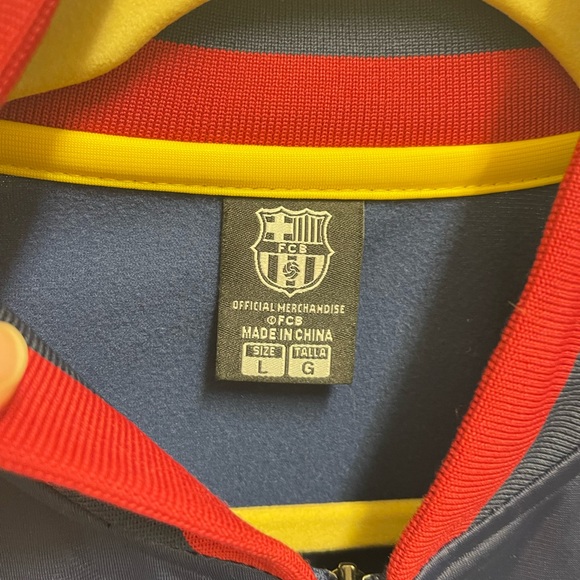 FCB
OFFICIAL MERCHANDISE
©FCB
MADE IN CHINA
SIZE TALLA
L G